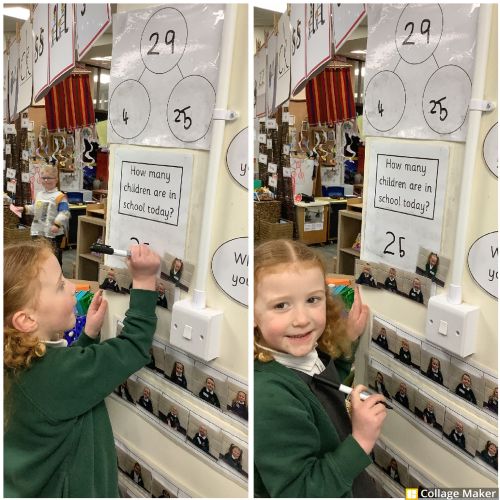 29
4
25
How many
children are in
school today?
25
29
4
25
How many
children are in
school today?
25
Collage Maker